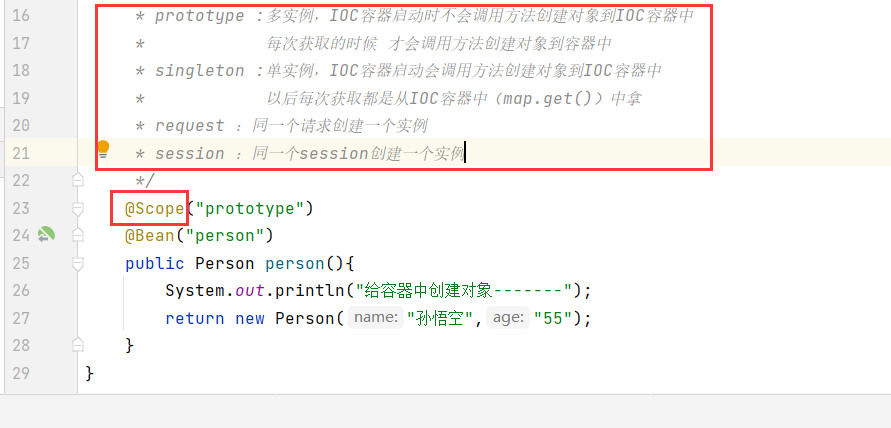 16 * prototype :多实例，IOC容器启动时不会调用方法创建对象到IOC容器中
17 * 每次获取的时候 才会调用方法创建对象到容器中
18 * singleton :单实例，IOC容器启动会调用方法创建对象到IOC容器中
19 * 以后每次获取都是从IOC容器中（map.get()）中拿
20 * request : 同一个请求创建一个实例
21 * session : 同一个session创建一个实例
22 */
23 @Scope("prototype")
24 @Bean("person")
25 public Person person(){
26 System.out.println("给容器中创建对象-------");
27 return new Person( name: "孙悟空", age: "55");
28 }
29 }